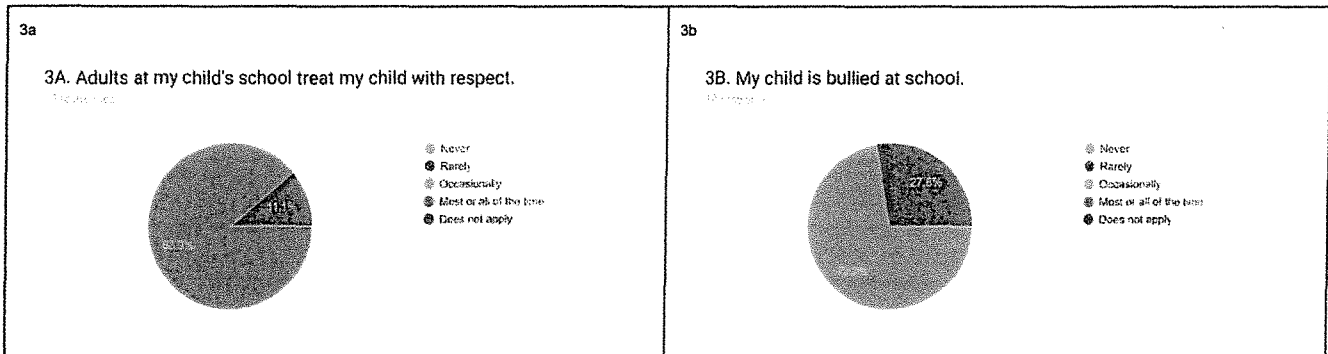 3a
3A. Adults at my child's school treat my child with respect.
Never
Rarely
Occasionally
Most or all of the time
Does not apply
3b
3B. My child is bullied at school.
Never
Rarely
Occasionally
Most or all of the time
Does not apply